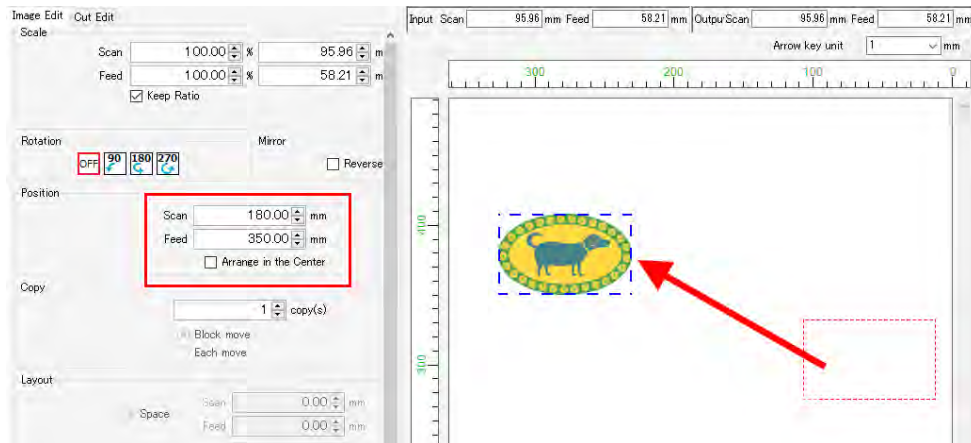 Image Edit Cut Edit
Scale
Scan 100.00 % 95.96 m
Feed 100.00 % 58.21 m
Keep Ratio
Rotation Mirror
OFF 90 180 270 Reverse
Position
Scan 180.00 mm
Feed 350.00 mm
Arrange in the Center
Copy
1 copy(s)
Block move
Each move
Layout
Space
Scan 0.00 mm
Feed 0.00 mm
Input Scan 95.96 mm Feed 58.21 mm Outpu/Scan 95.96 mm Feed 58.21 mm
Arrow key unit 1 mm
300 200 100 0
400
300